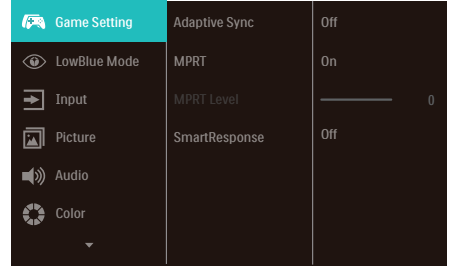 Game Setting
Adaptive Sync
Off
LowBlue Mode
MPRT
On
Input
MPRT Level
0
Picture
SmartResponse
Off
Audio
Color